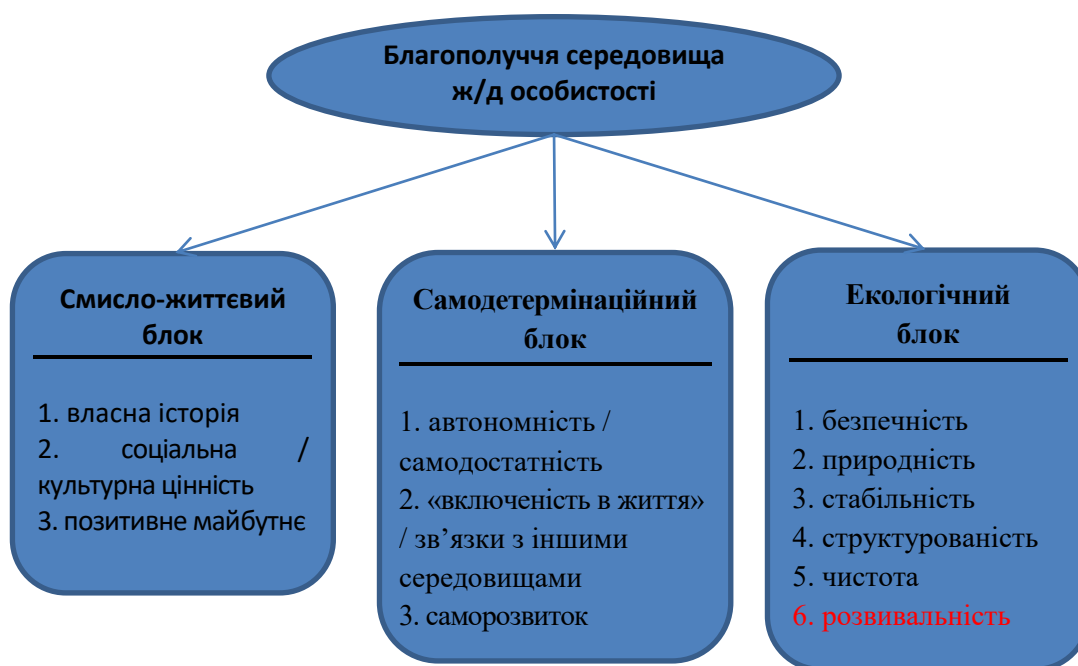 Благополуччя середовища
ж/д особистості
Смисло-життєвий
блок
1. власна історія
2. соціальна /
культурна цінність
3. позитивне майбутнє
Самодетермінаційний
блок
1. автономність /
самодостатність
2. «включеність в життя»
/ зв’язки з іншими
середовищами
3. саморозвиток
Екологічний
блок
1. безпечність
2. природність
3. стабільність
4. структурованість
5. чистота
6. розвивальність